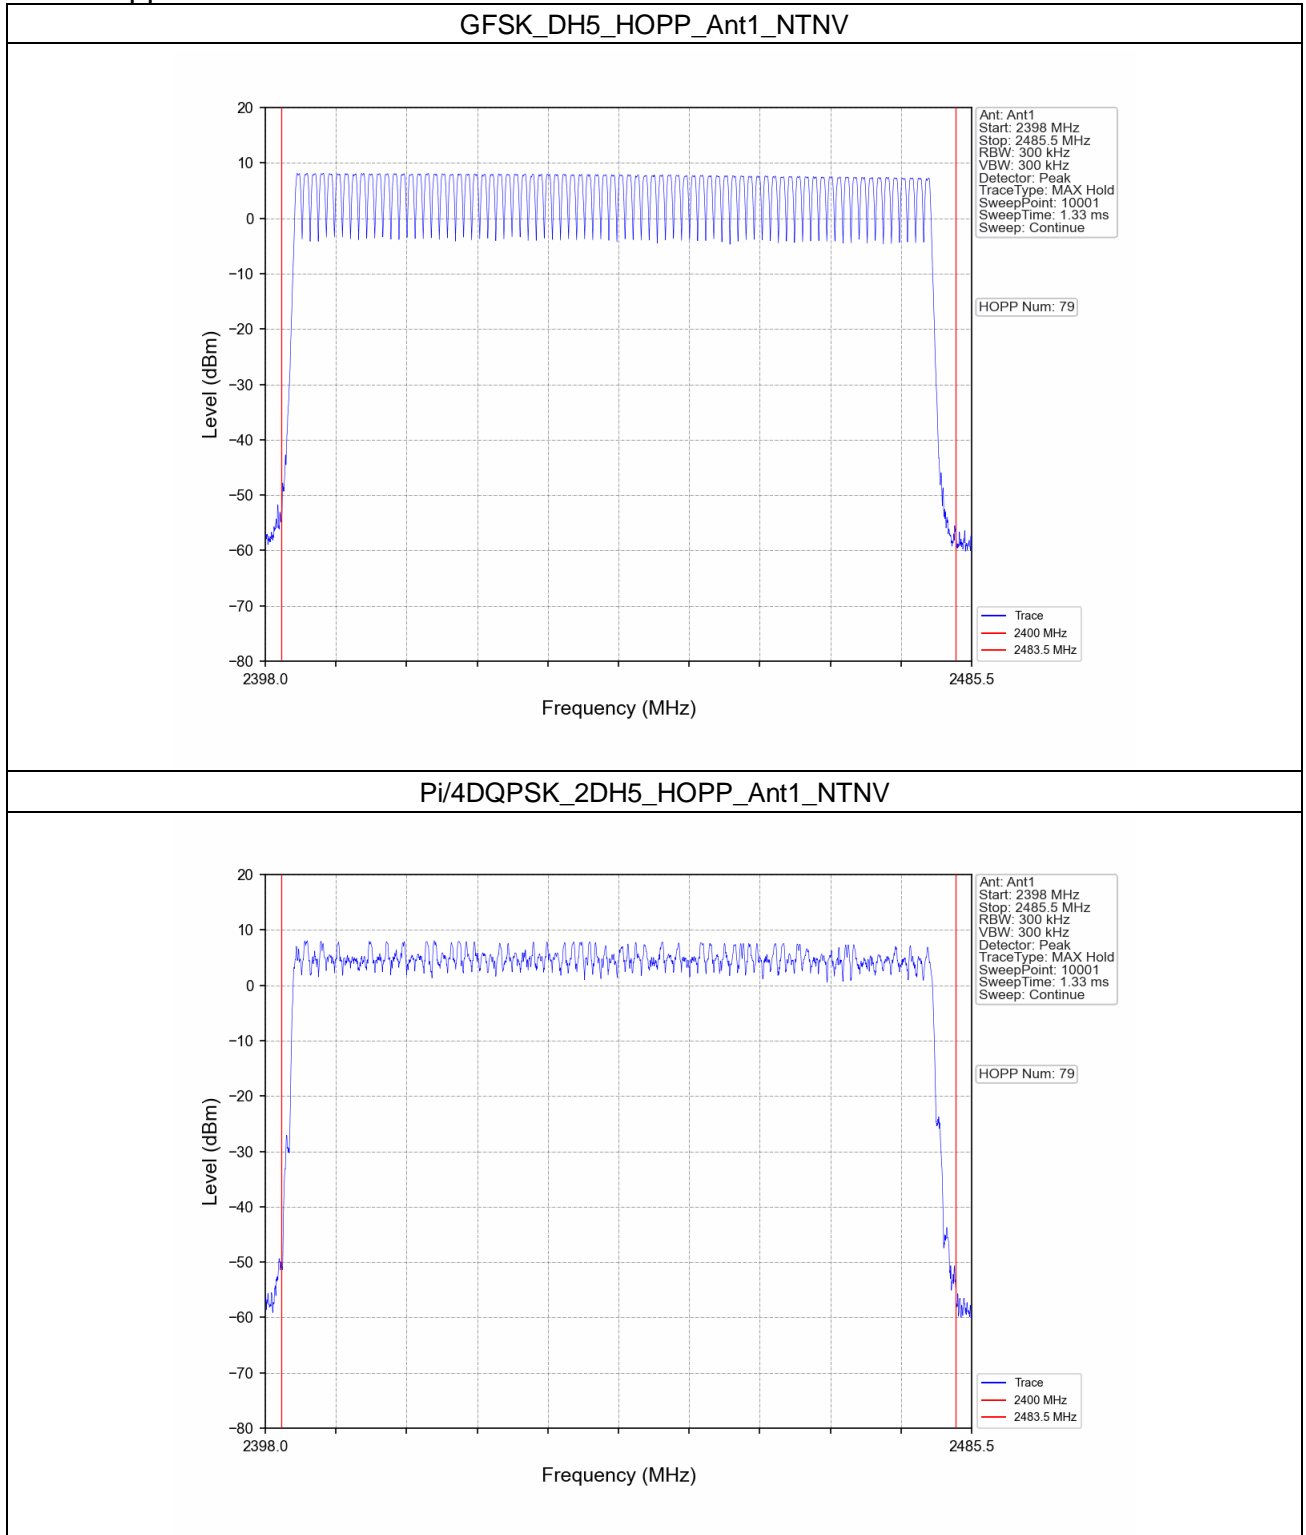 GFSK_DH5_HOPP_Ant1_NTNV
20
10
0
−10
−20
−30
−40
−50
−60
−70
−80
Level (dBm)
2398.0
2485.5
Frequency (MHz)
Ant: Ant1
Start: 2398 MHz
Stop: 2485.5 MHz
RBW: 300 kHz
VBW: 300 kHz
Detector: Peak
TraceType: MAX Hold
SweepPoint: 10001
SweepTime: 1.33 ms
Sweep: Continue
HOPP Num: 79
Trace
2400 MHz
2483.5 MHz
Pi/4DQPSK_2DH5_HOPP_Ant1_NTNV
20
10
0
−10
−20
−30
−40
−50
−60
−70
−80
Level (dBm)
2398.0
2485.5
Frequency (MHz)
Ant: Ant1
Start: 2398 MHz
Stop: 2485.5 MHz
RBW: 300 kHz
VBW: 300 kHz
Detector: Peak
TraceType: MAX Hold
SweepPoint: 10001
SweepTime: 1.33 ms
Sweep: Continue
HOPP Num: 79
Trace
2400 MHz
2483.5 MHz